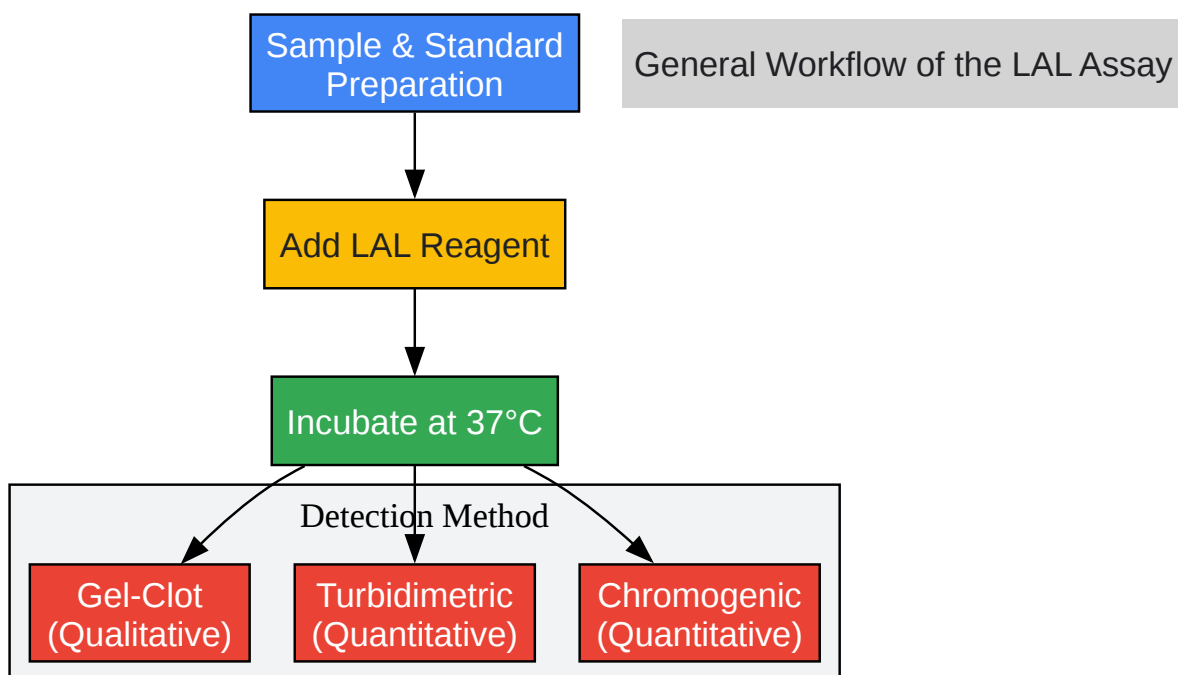 Sample & Standard
Preparation
General Workflow of the LAL Assay
Add LAL Reagent
Incubate at 37°C
Detection Method
Gel-Clot
(Qualitative)
Turbidimetric
(Quantitative)
Chromogenic
(Quantitative)